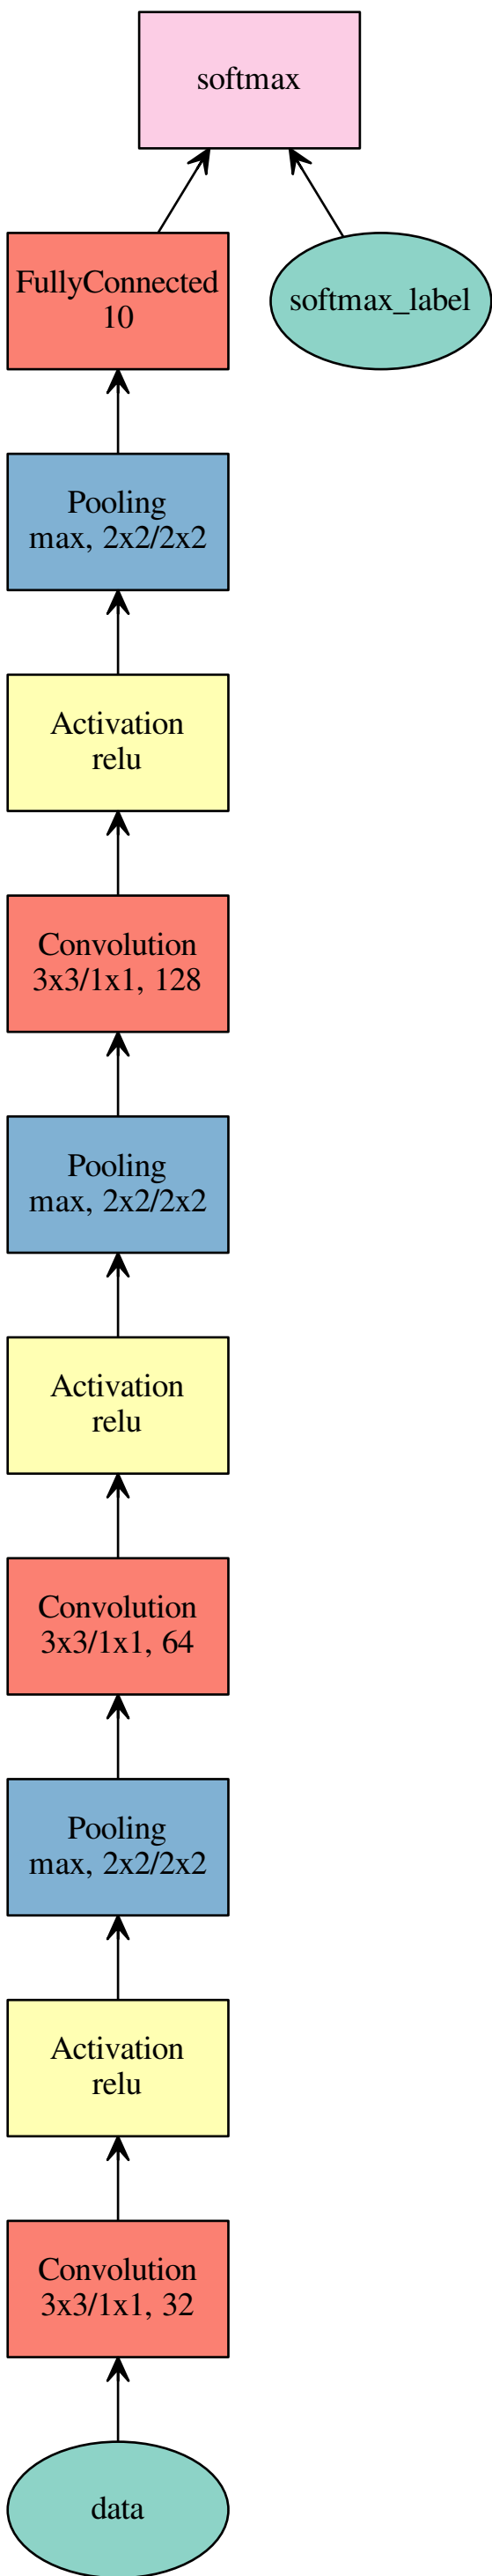 softmax
FullyConnected
10
softmax_label
Pooling
max, 2x2/2x2
Activation
relu
Convolution
3x3/1x1, 128
Pooling
max, 2x2/2x2
Activation
relu
Convolution
3x3/1x1, 64
Pooling
max, 2x2/2x2
Activation
relu
Convolution
3x3/1x1, 32
data